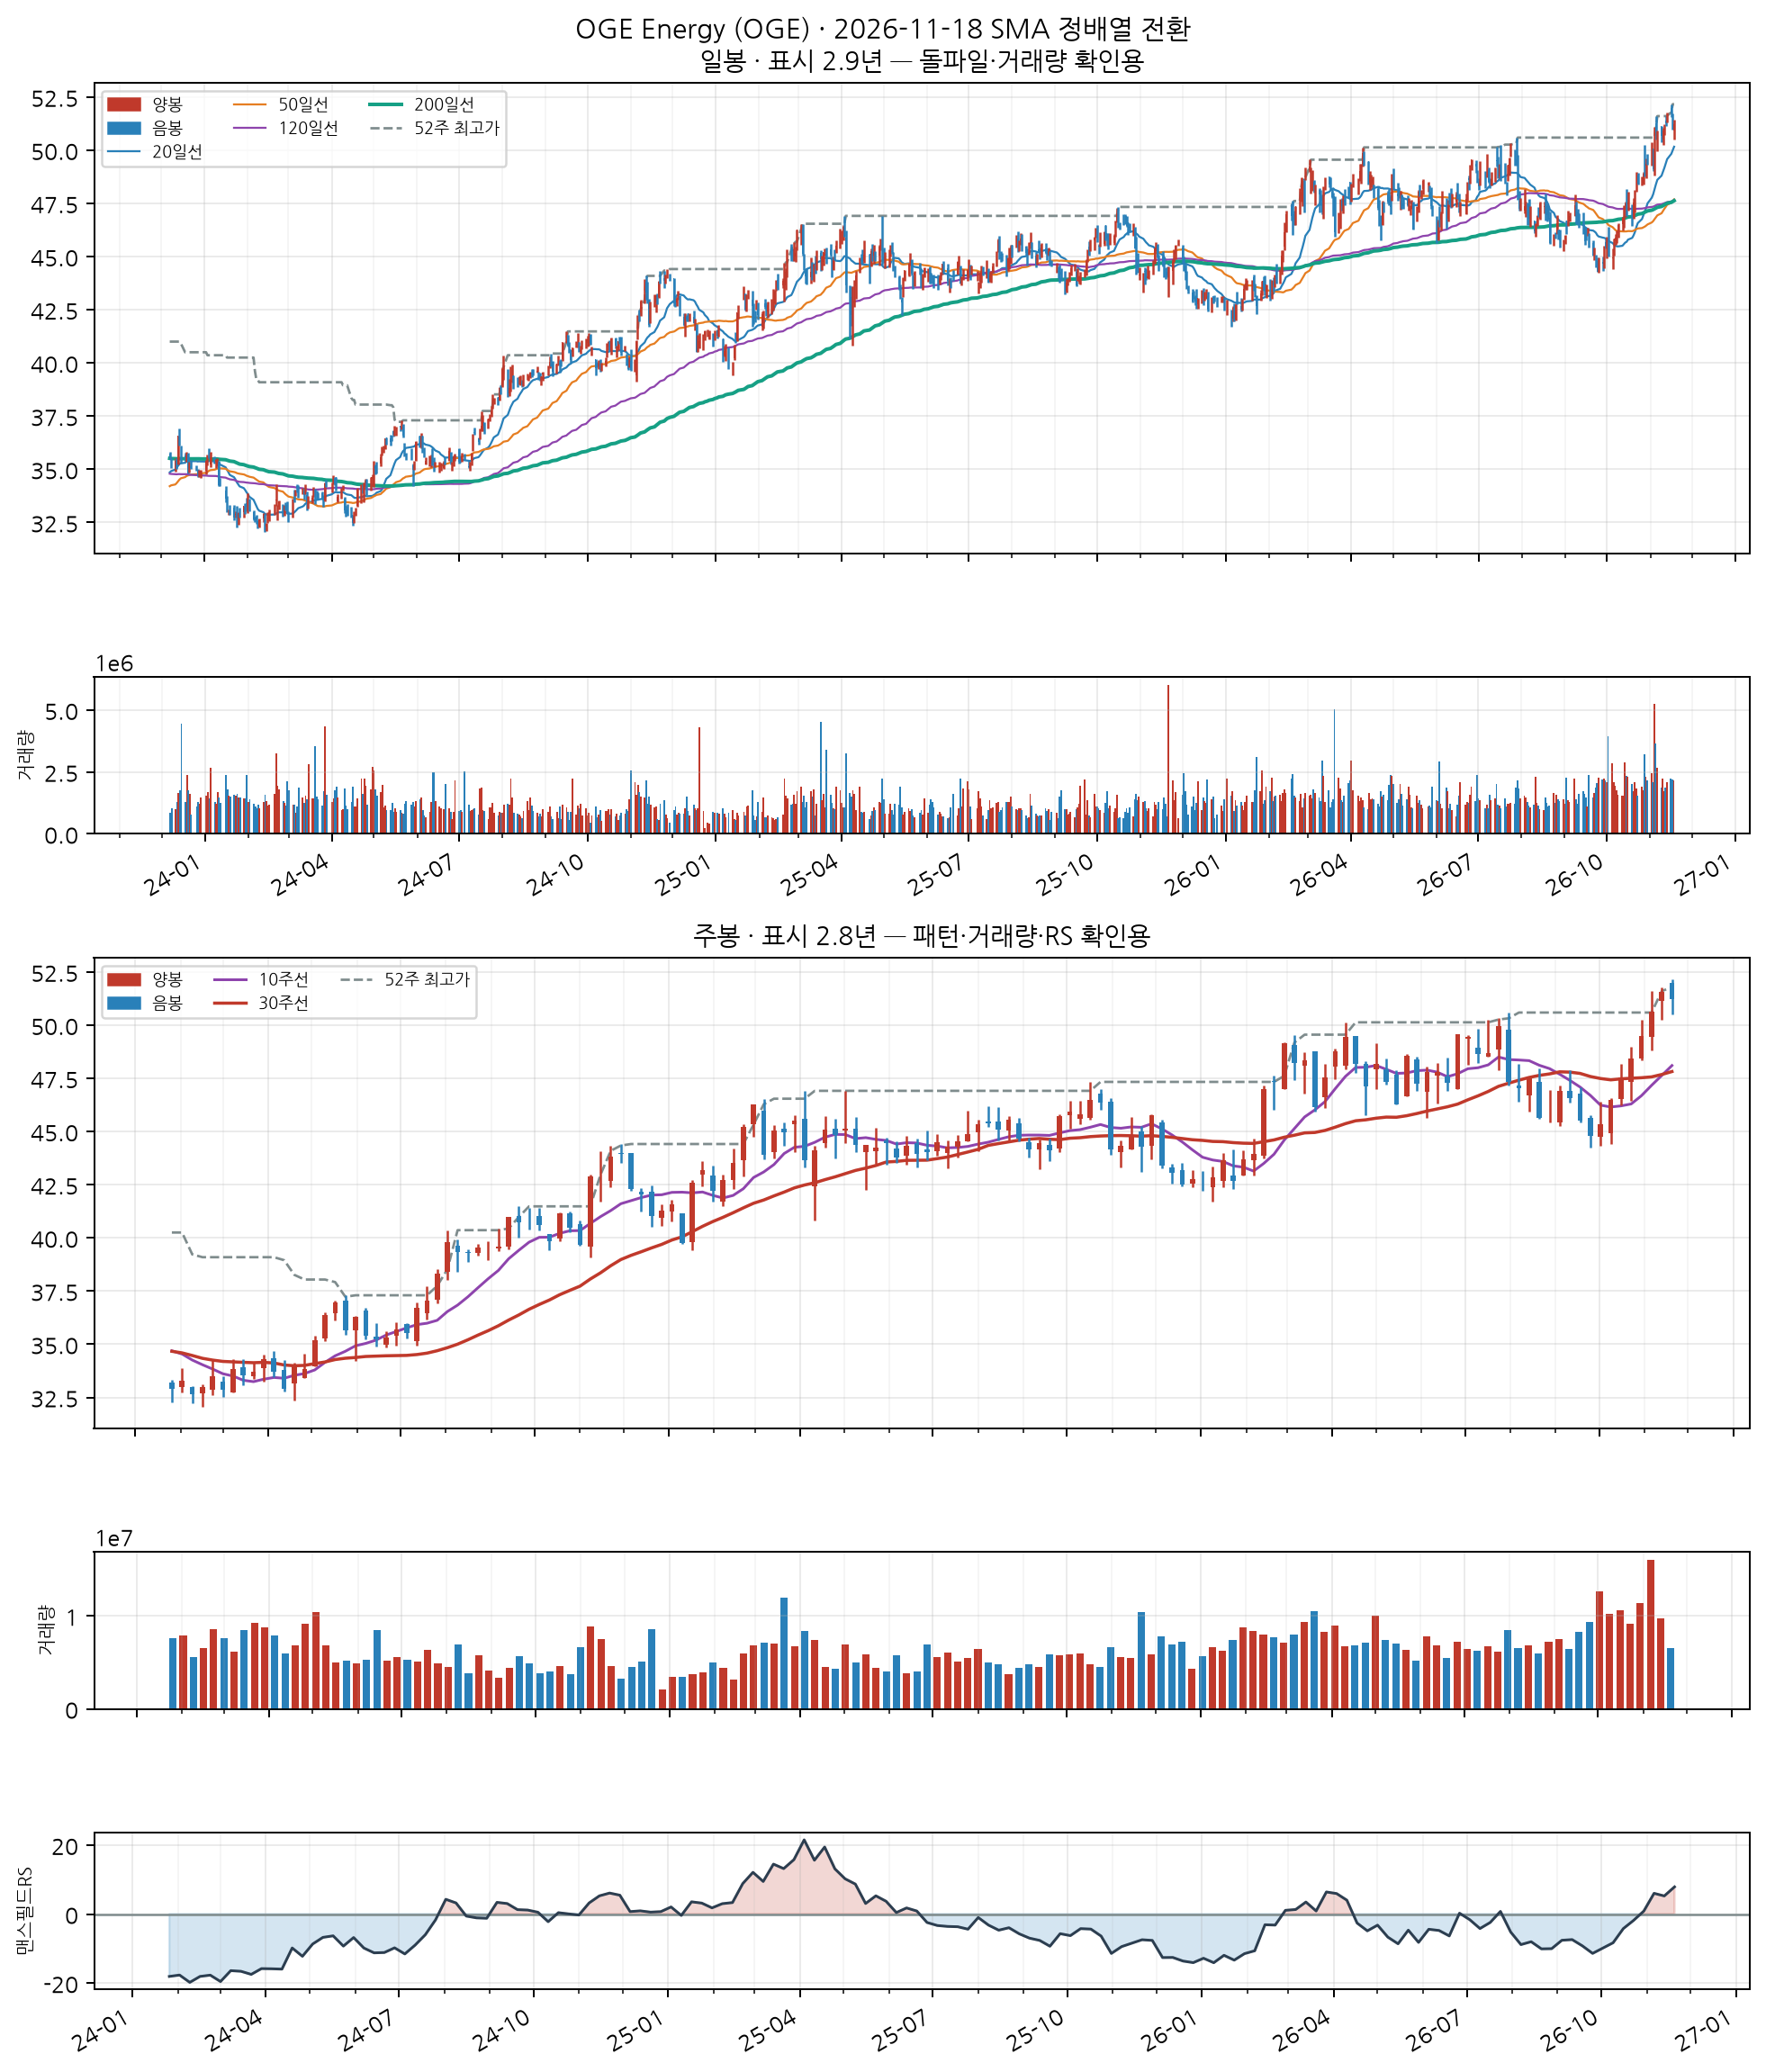 OGE Energy (OGE) · 2026-11-18 SMA 정배열 전환
일봉 · 표시 2.9년 — 돌파일·거래량 확인용
양봉
음봉
20일선
50일선
120일선
200일선
52주 최고가
52.5
50.0
47.5
45.0
42.5
40.0
37.5
35.0
32.5
1e6
5.0
2.5
0.0
거래량
24-01
24-04
24-07
24-10
25-01
25-04
25-07
25-10
26-01
26-04
26-07
26-10
27-01
주봉 · 표시 2.8년 — 패턴·거래량·RS 확인용
양봉
음봉
10주선
30주선
52주 최고가
52.5
50.0
47.5
45.0
42.5
40.0
37.5
35.0
32.5
1e7
1
0
거래량
20
0
-20
맨스필드RS
24-01
24-04
24-07
24-10
25-01
25-04
25-07
25-10
26-01
26-04
26-07
26-10
27-01